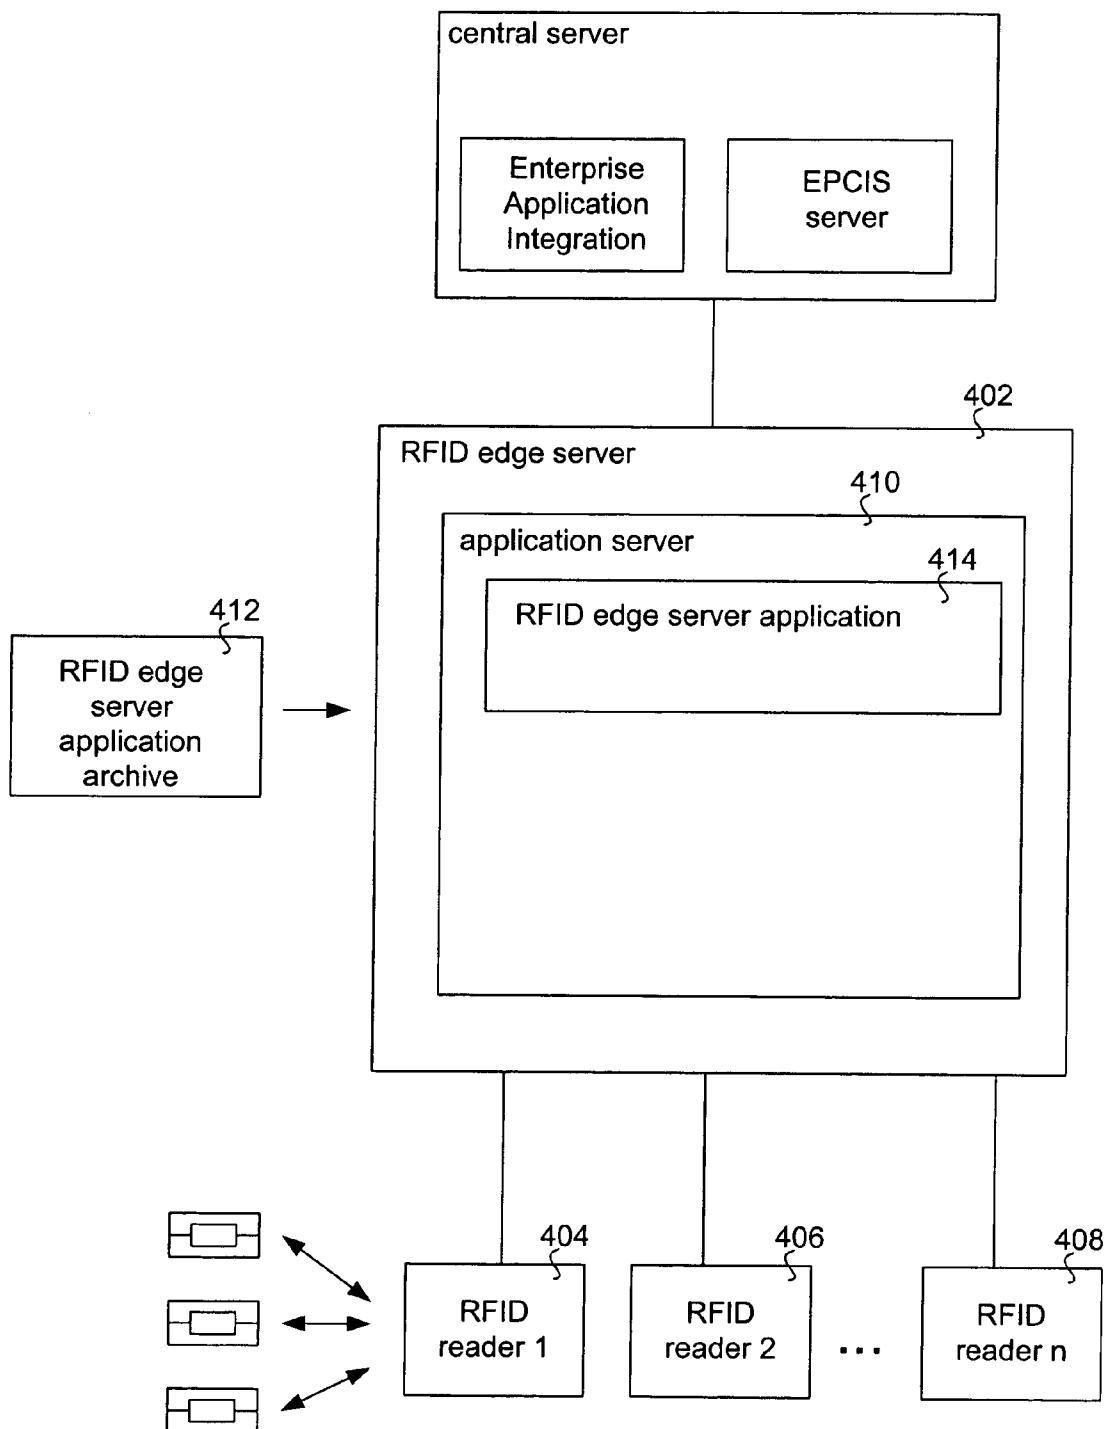 central server
Enterprise
Application
Integration
EPCIS
server
402
RFID edge server
410
application server
414
RFID edge server application
412
RFID edge
server
application
archive
404
RFID
reader 1
406
RFID
reader 2
...
408
RFID
reader n